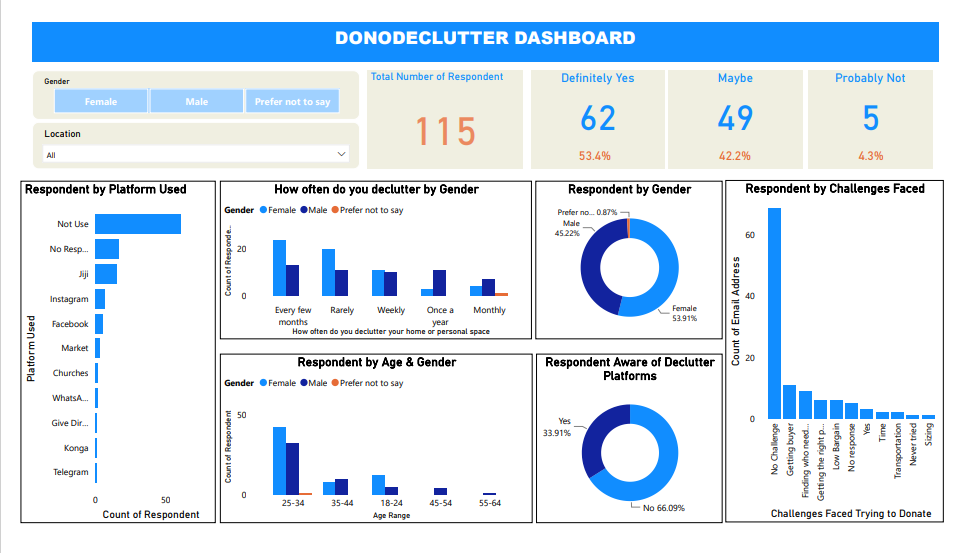 DONODECLUTTER DASHBOARD
Gender
Female Male Prefer not to say
Location
All
Total Number of Respondent
115
Definitely Yes
62
53.4%
Maybe
49
42.2%
Probably Not
5
4.3%
Respondent by Platform Used
Platform Used
Not Use
No Resp...
Jiji
Instagram
Facebook
Market
Churches
WhatsA...
Give Dir...
Konga
Telegram
0 50
Count of Respondent
How often do you declutter by Gender
Gender Female Male Prefer not to say
Count of Responde..
20
0
Every few months Rarely Weekly Once a year Monthly
How often do you declutter your home or personal space
Respondent by Age & Gender
Gender Female Male Prefer not to say
Count of Respondent
50
0
25-34 35-44 18-24 45-54 55-64
Age Range
Respondent by Gender
Prefer no... 0.87%
Male
45.22%
Female
53.91%
Respondent Aware of Declutter
Platforms
Yes
33.91%
No 66.09%
Respondent by Challenges Faced
Count of Email Address
60
40
20
0
No Challenge
Getting buyer
Finding who need...
Getting the right p...
Low Bargain
No response
Yes
Time
Transportation
Never tried
Sizing
Challenges Faced Trying to Donate